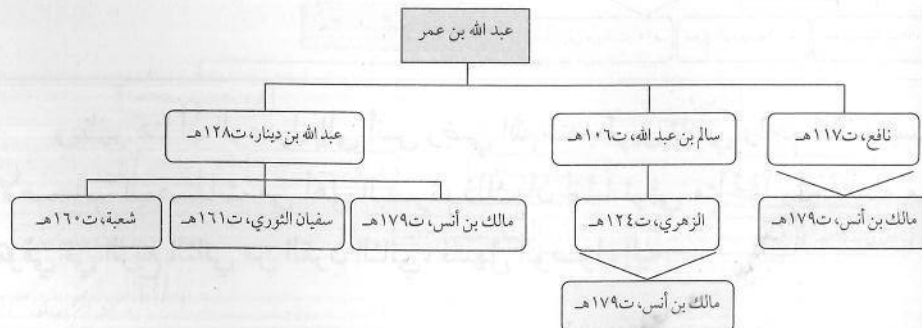 عبد الله بن عمر
نافع، ت١١٧هـ
سالم بن عبد الله، ت١٠٦هـ
عبد الله بن دينار، ت١٢٨هـ
مالك بن أنس، ت١٧٩هـ
الزهري، ت١٢٤هـ
مالك بن أنس، ت١٧٩هـ
سفيان الثوري، ت١٦١هـ
شعبة، ت١٦٠هـ
مالك بن أنس، ت١٧٩هـ